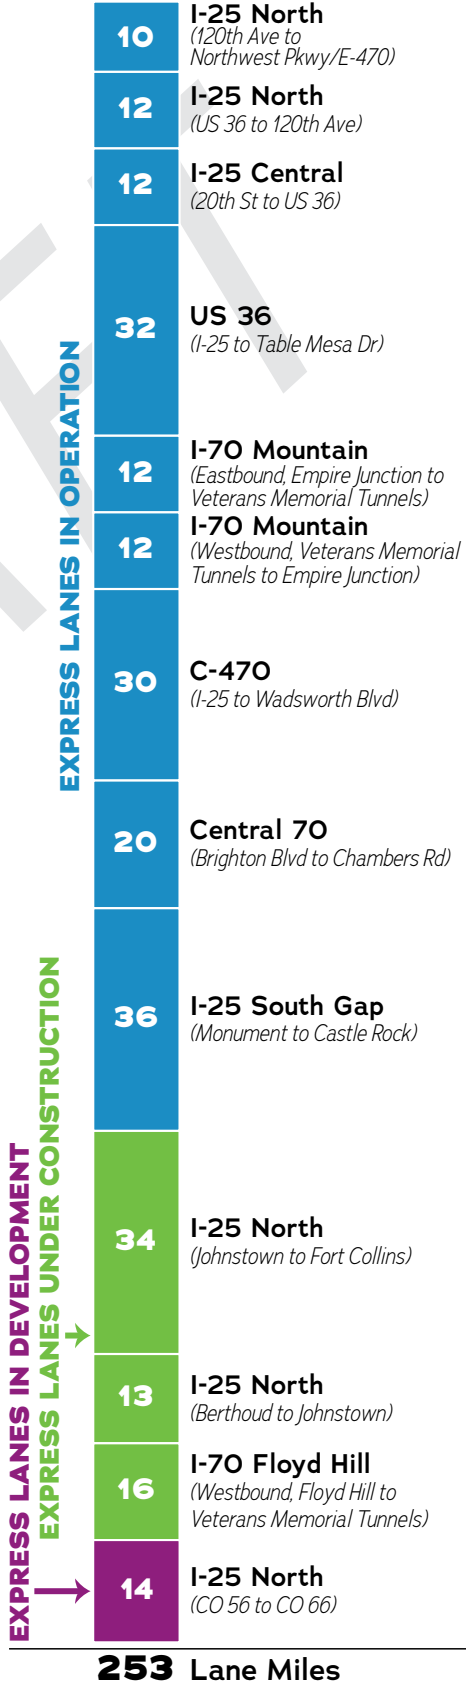 10
I-25 North
(120th Ave to
Northwest Pkwy/E-470)
12
I-25 North
(US 36 to 120th Ave)
12
I-25 Central
(20th St to US 36)
32
US 36
(I-25 to Table Mesa Dr)
EXPRESS LANES IN OPERATION
12
I-70 Mountain
(Eastbound, Empire Junction to
Veterans Memorial Tunnels)
12
I-70 Mountain
(Westbound, Veterans Memorial
Tunnels to Empire Junction)
30
C-470
(I-25 to Wadsworth Blvd)
20
Central 70
(Brighton Blvd to Chambers Rd)
36
I-25 South Gap
(Monument to Castle Rock)
EXPRESS LANES UNDER CONSTRUCTION
34
I-25 North
(Johnstown to Fort Collins)
13
I-25 North
(Berthoud to Johnstown)
16
I-70 Floyd Hill
(Westbound, Floyd Hill to
Veterans Memorial Tunnels)
EXPRESS LANES IN DEVELOPMENT
14
I-25 North
(CO 56 to CO 66)
253 Lane Miles